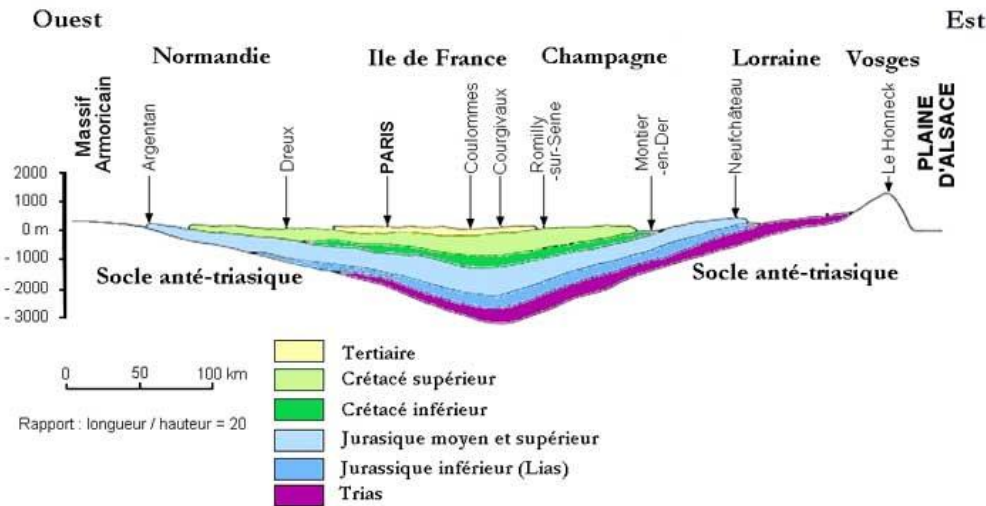 Ouest
Est
Normandie
Ile de France
Champagne
Lorraine
Vosges
Massif
Armoricain
Argentan
Dreux
PARIS
Coulommes
Courgivaux
Romilly
-sur-Seine
Montier
-en-Der
Neufchâteau
Le Honneck
PLAINE
D'ALSACE
2000
1000
0 m
- 1000
- 2000
- 3000
Socle anté-triasique
Socle anté-triasique
0 50 100 km
Rapport : longueur / hauteur = 20
Tertiaire
Crétacé supérieur
Crétacé inférieur
Jurasique moyen et supérieur
Jurassique inférieur (Lias)
Trias